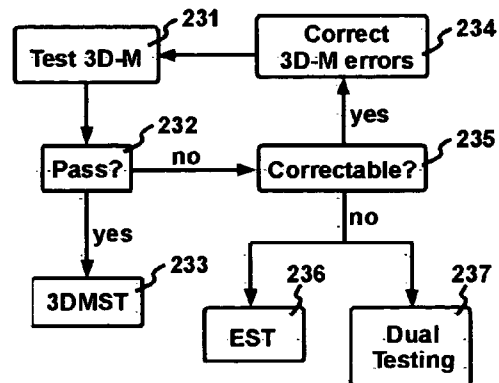 231
Test 3D-M
Correct
3D-M errors
234
yes
232
Pass?
no
Correctable?
235
yes
no
233
3DMST
236
EST
237
Dual
Testing